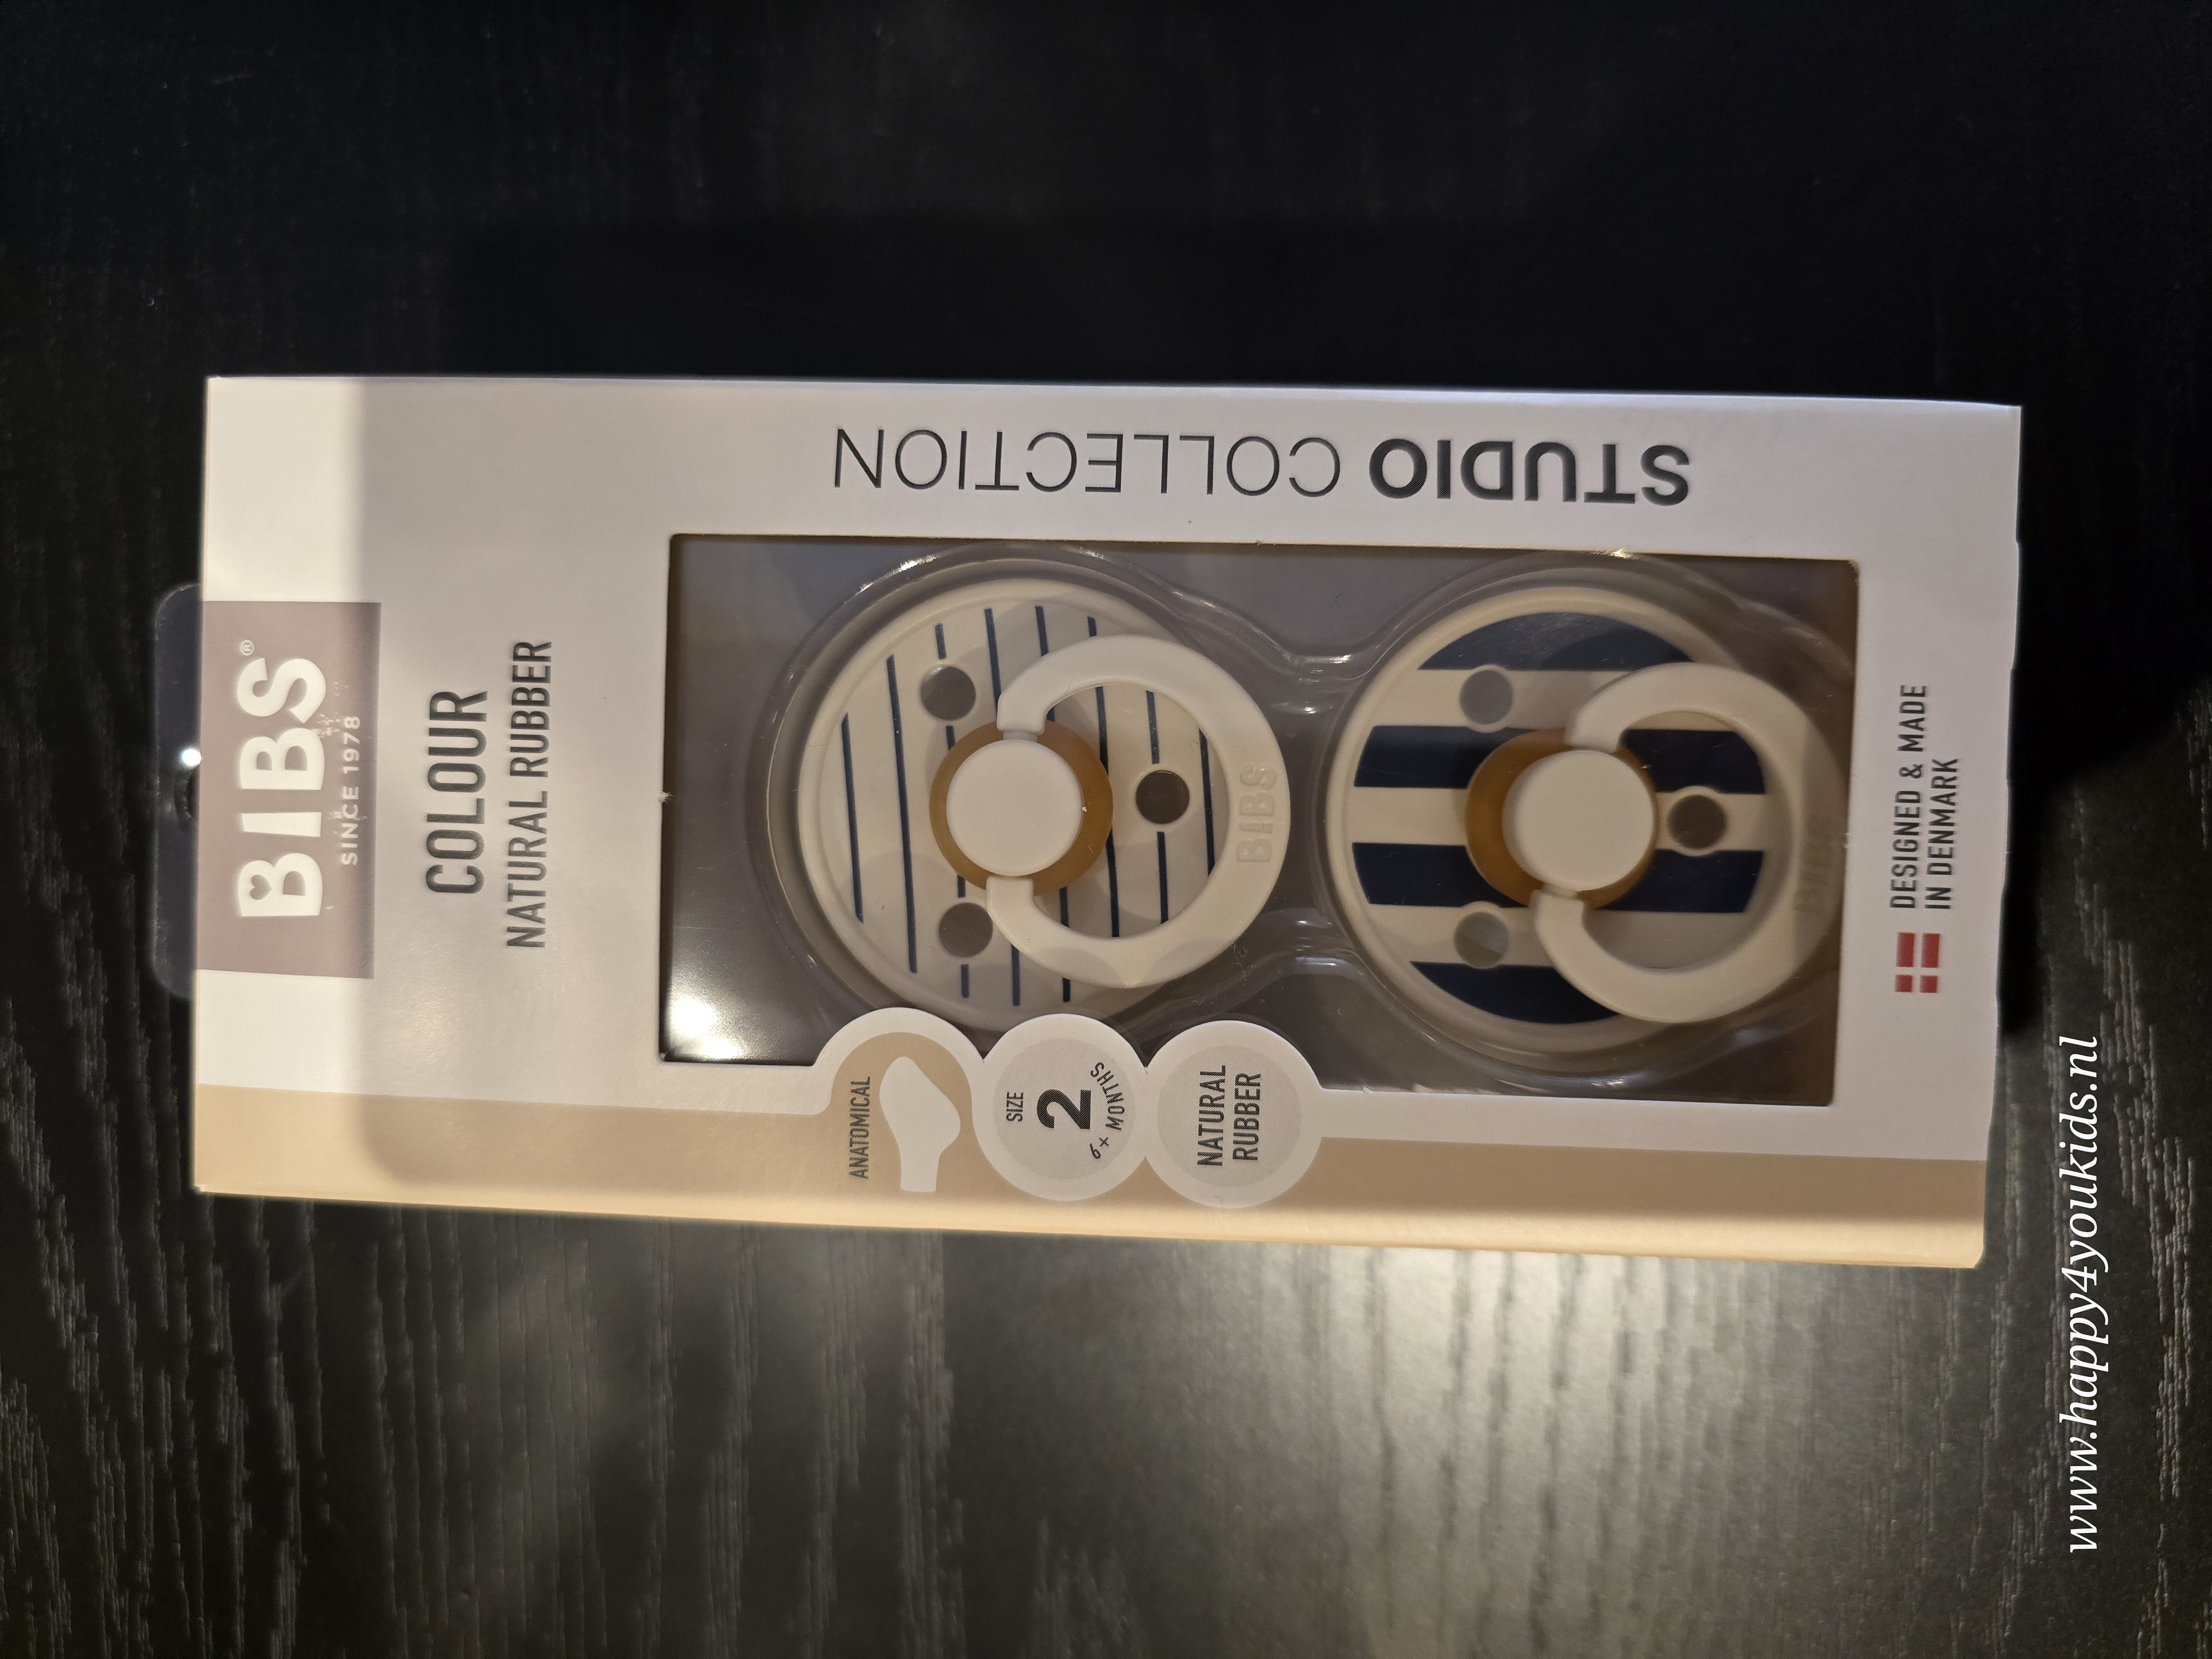 BIBS®
SINCE 1978
COLOUR
NATURAL RUBBER
STUDIO COLLECTION
ANATOMICAL
SIZE
2
6+ MONTHS
NATURAL
RUBBER
BIBS
BIBS
DESIGNED & MADE
IN DENMARK
www.happy4youkids.nl